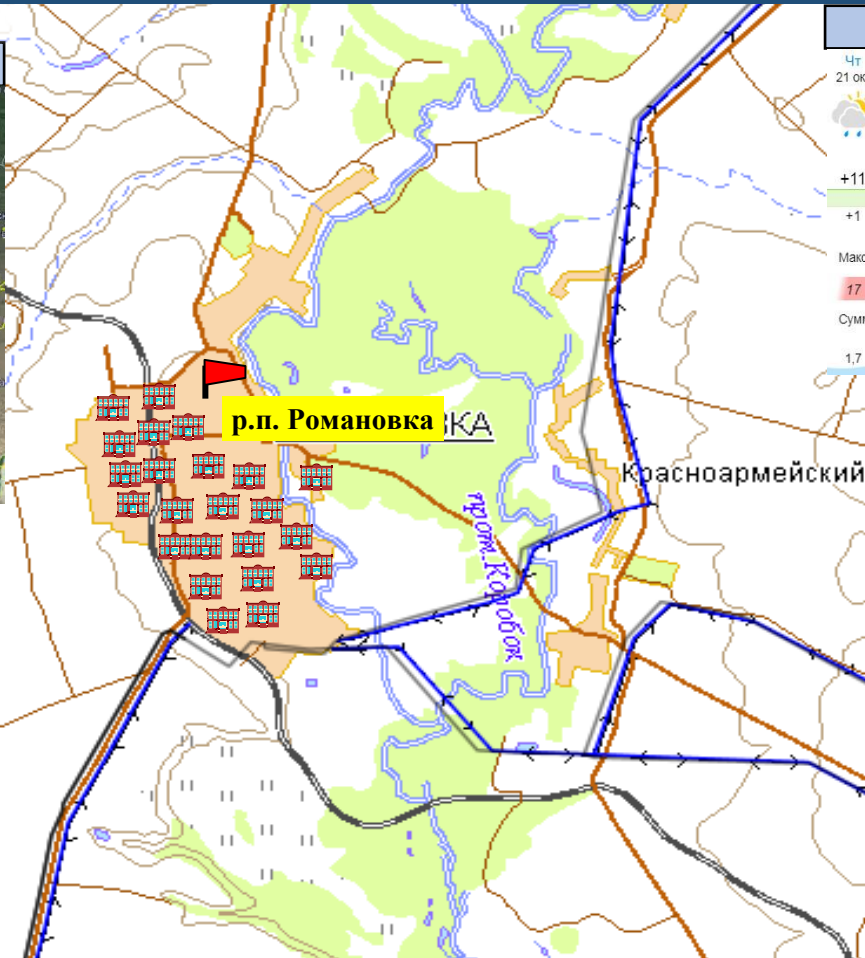 Чт
21 ок
+11
+1
Макс
17
Сумм
1,7
р.п. Романовка
ВКА
Красноармейский
прот. Коробок